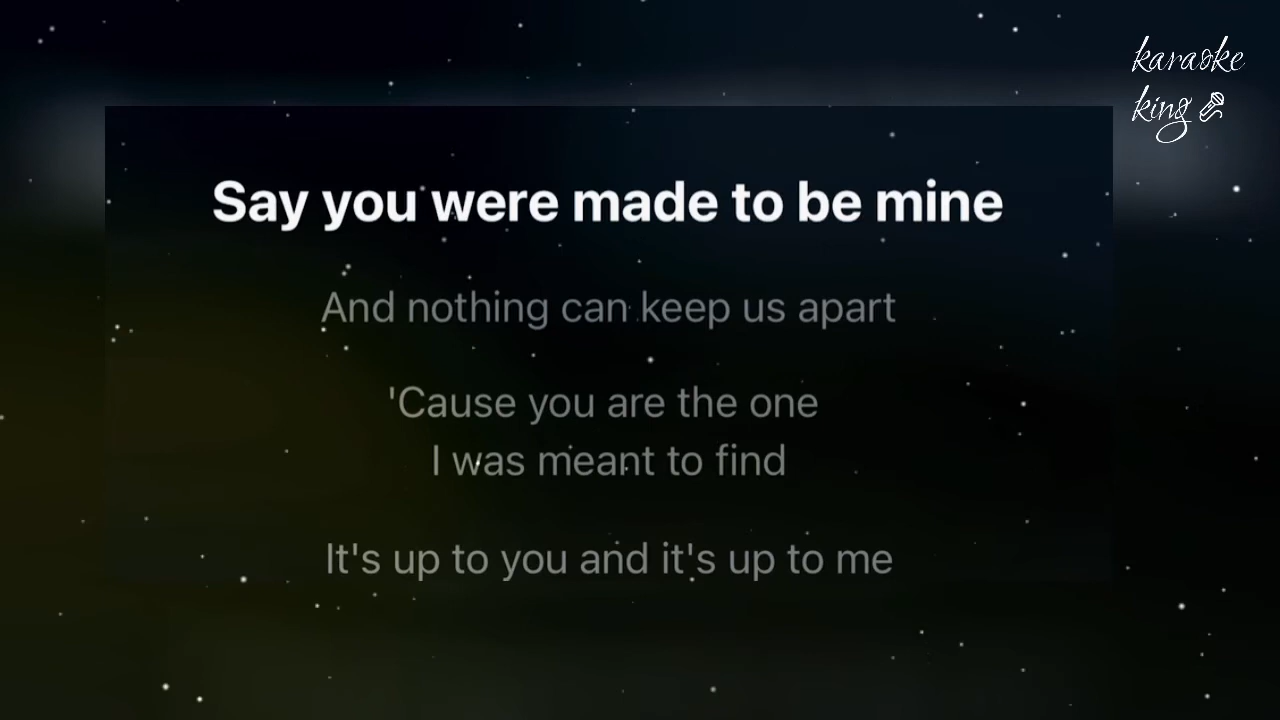 karaoke
king
Say you were made to be mine
And nothing can keep us apart
'Cause you are the one
I was meant to find
It's up to you and it's up to me